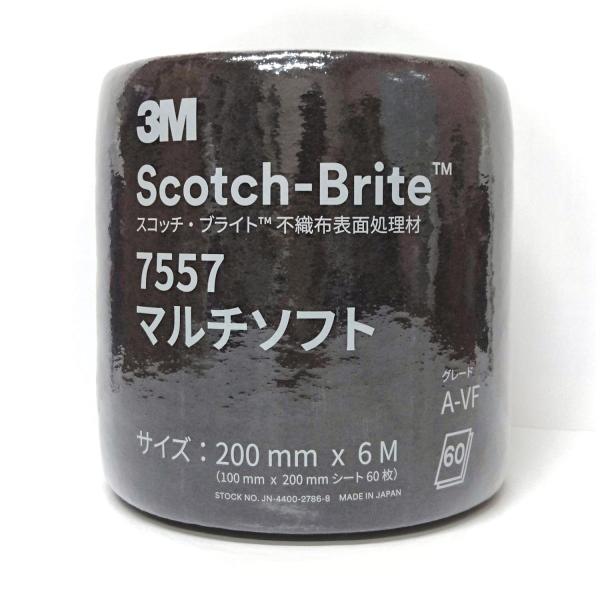 3M
Scotch-Brite™
スコッチ・ブライト™ 不織布表面処理材
7557
マルチソフト
グレード
A-VF
サイズ：200 mm x 6 M
60
(100 mm x 200 mm シート 60 枚)
STOCK NO. JN-4400-2786-8 MADE IN JAPAN